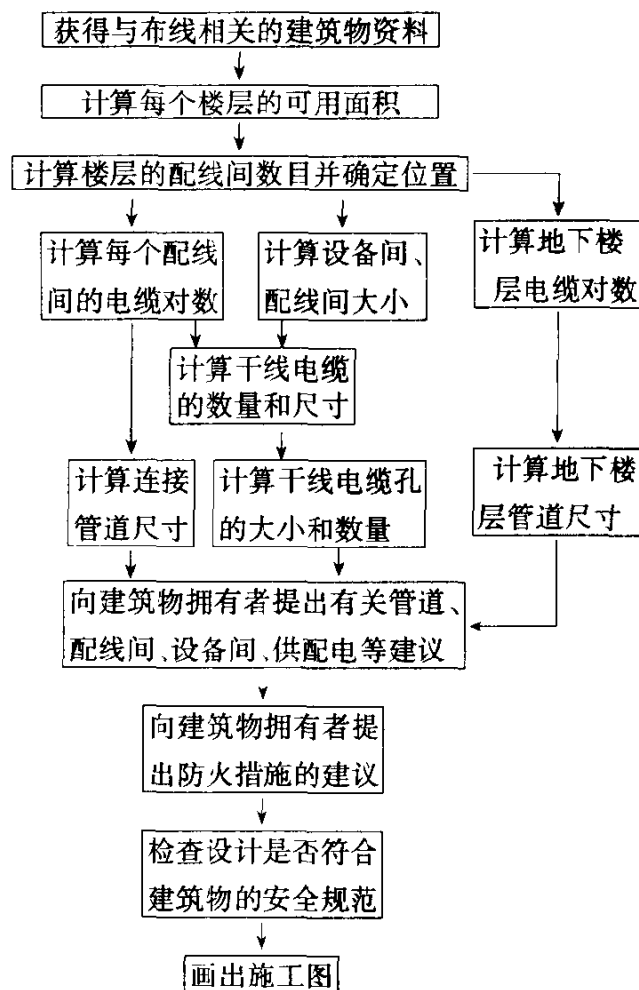 获得与布线相关的建筑物资料
计算每个楼层的可用面积
计算楼层的配线间数目并确定位置
计算每个配线
间的电缆对数
计算设备间、
配线间大小
计算地下楼
层电缆对数
计算干线电缆
的数量和尺寸
计算连接
管道尺寸
计算干线电缆孔
的大小和数量
计算地下楼
层管道尺寸
向建筑物拥有者提出有关管道、
配线间、设备间、供配电等建议
向建筑物拥有者提
出防火措施的建议
检查设计是否符合
建筑物的安全规范
画出施工图